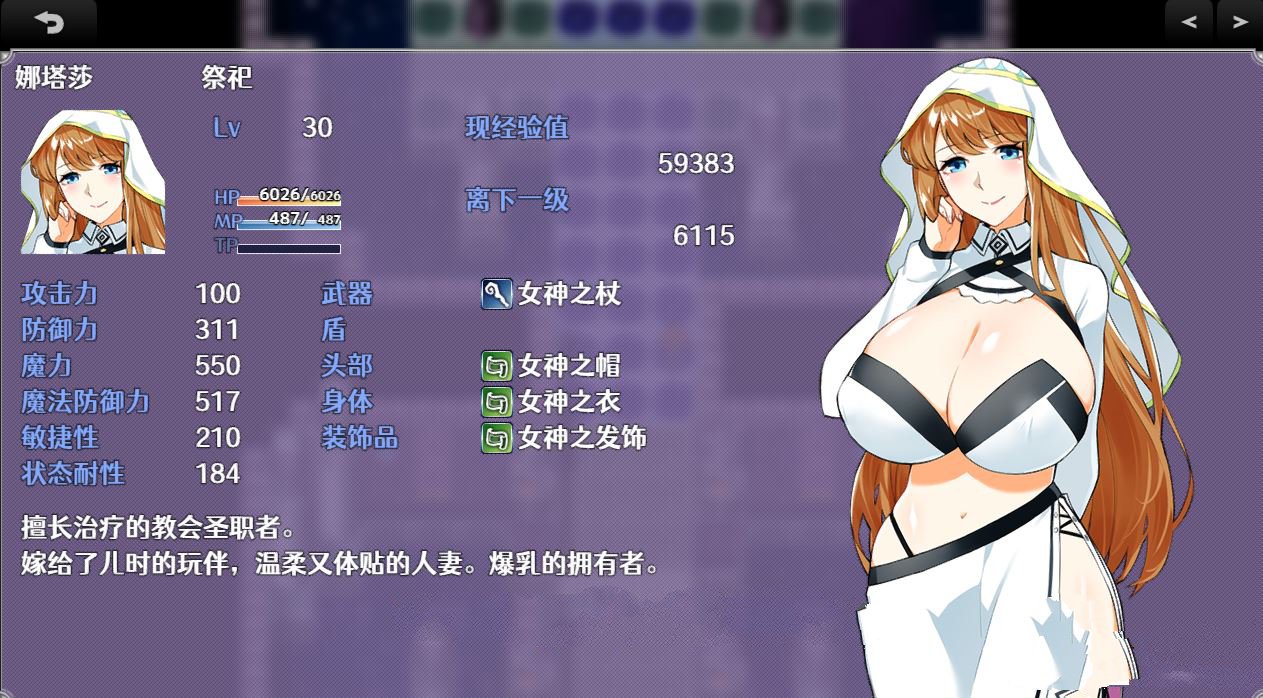 娜塔莎 祭祀
Lv 30 现经验值
59383
HP 6026/6026 离下一级
MP 487/ 487
6115
TP
攻击力 100 武器 女神之杖
防御力 311 盾
魔力 550 头部 女神之帽
魔法防御力 517 身体 女神之衣
敏捷性 210 装饰品 女神之发饰
状态耐性 184
擅长治疗的教会圣职者。
嫁给了儿时的玩伴，温柔又体贴的人妻。爆乳的拥有者。